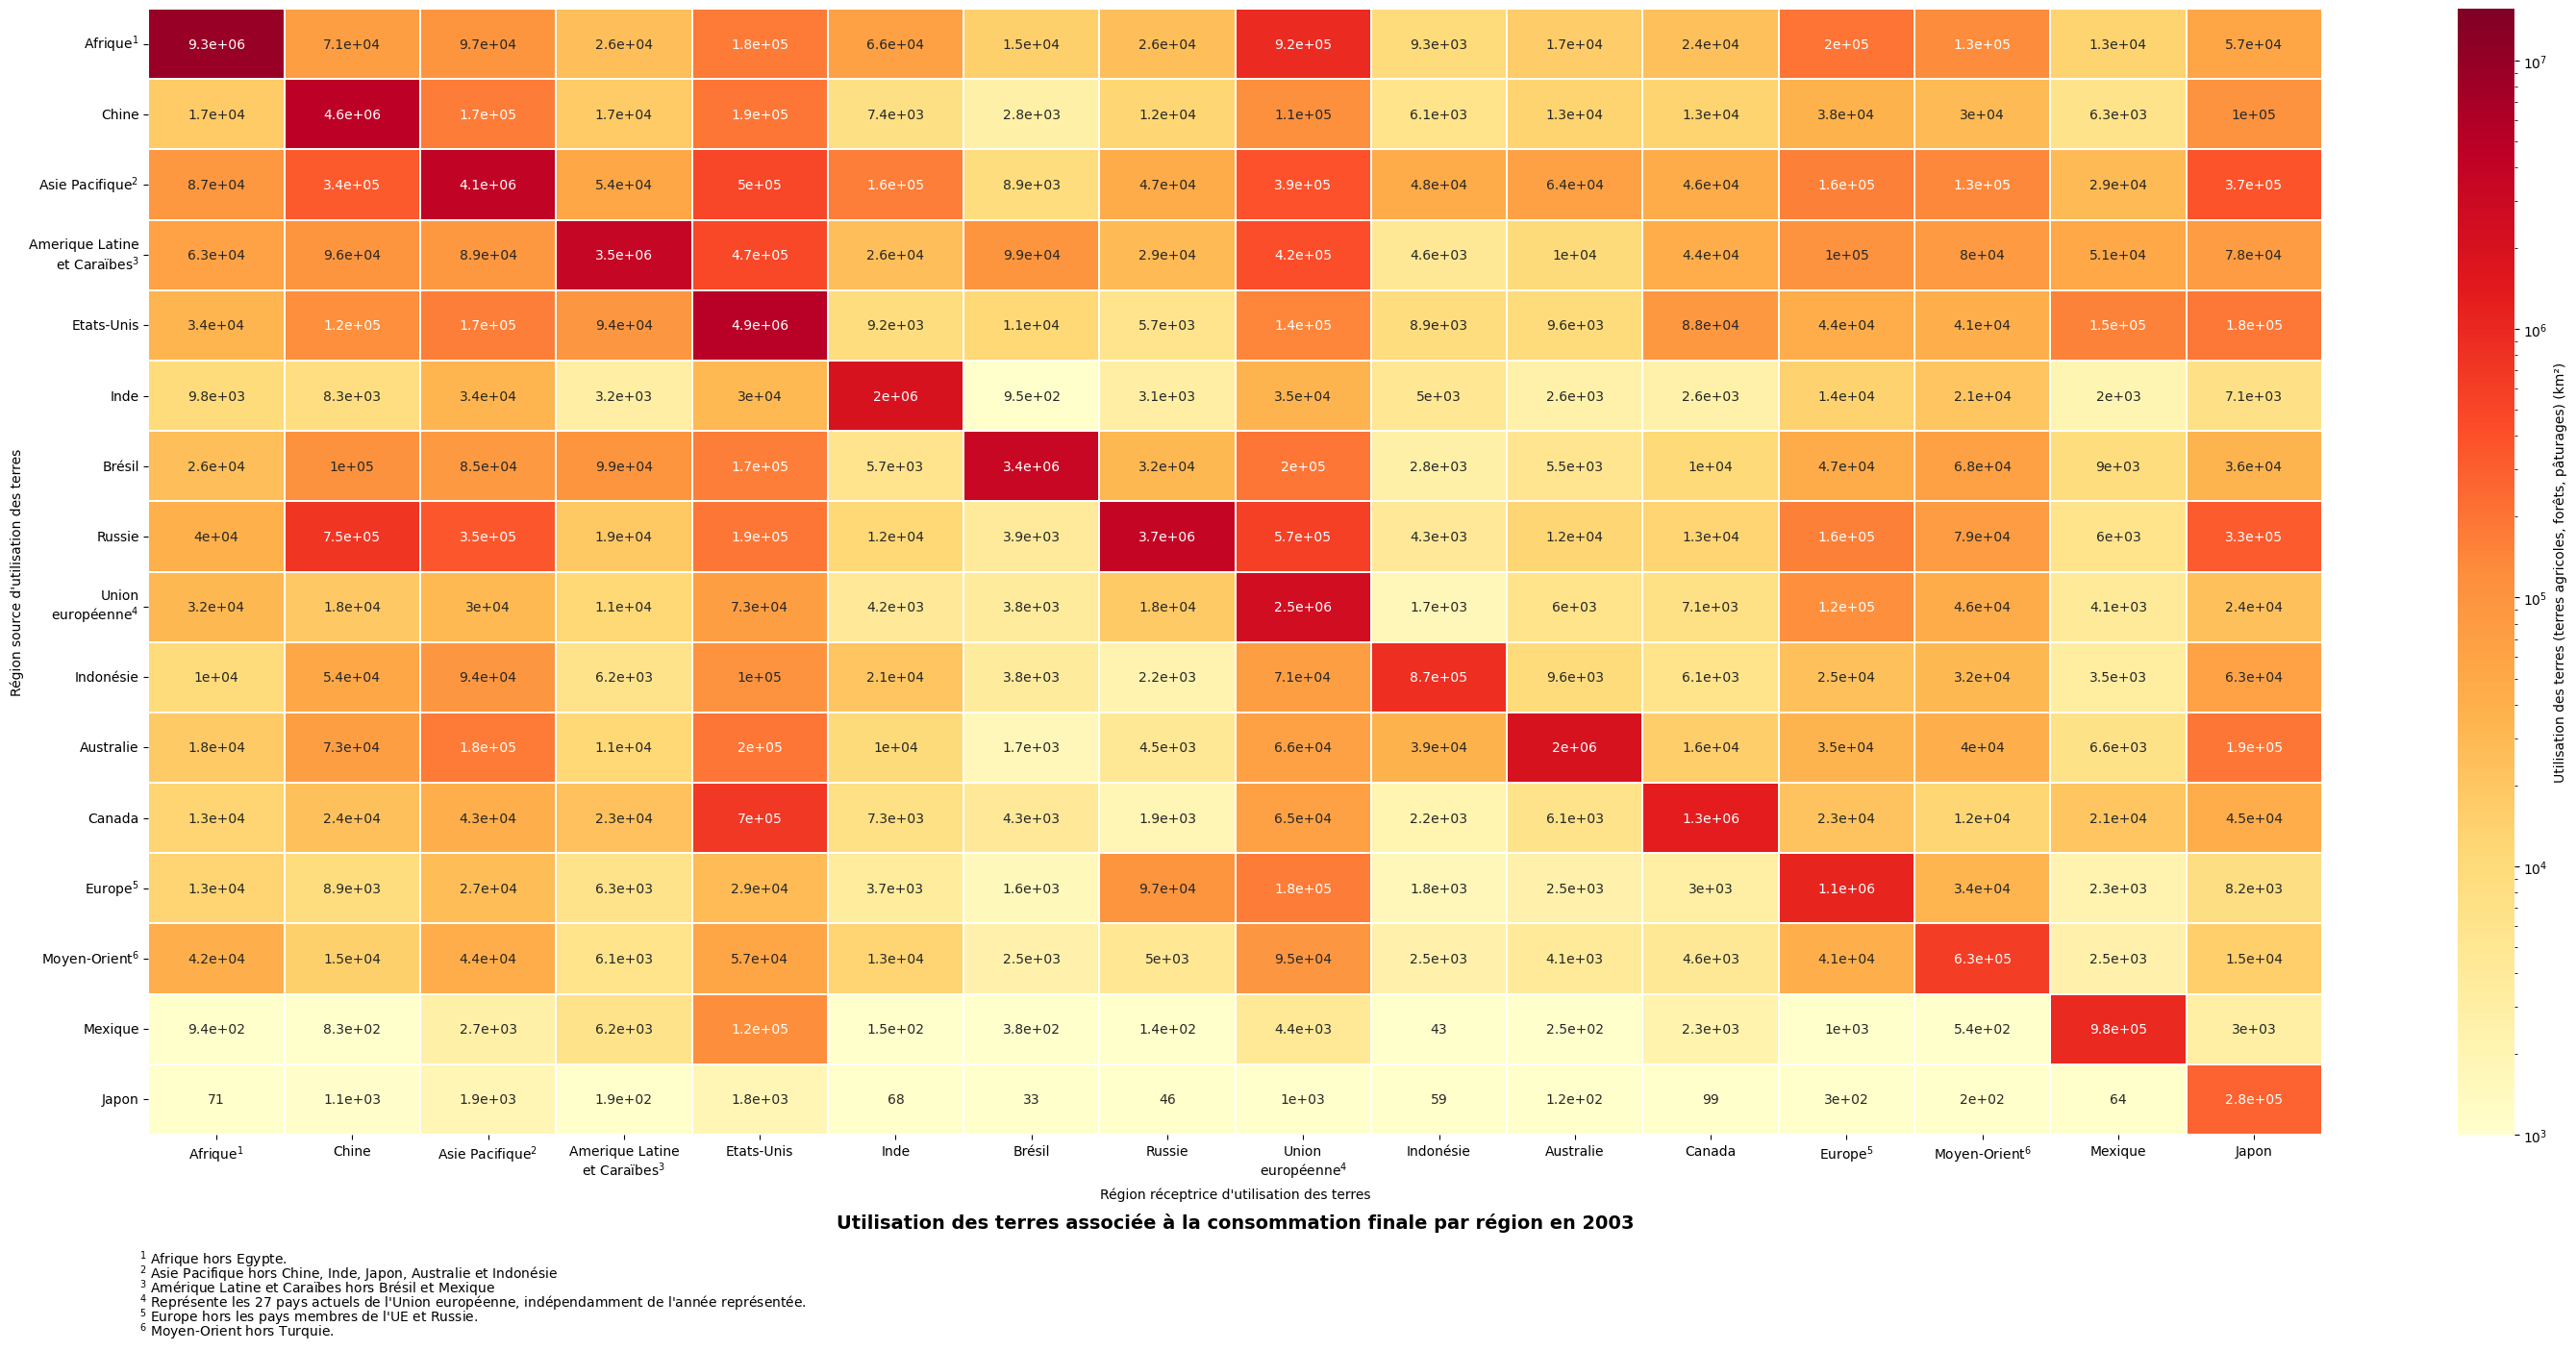 Afrique¹ 9.3e+06 7.1e+04 9.7e+04 2.6e+04 1.8e+05 6.6e+04 1.5e+04 2.6e+04 9.2e+05 9.3e+03 1.7e+04 2.4e+04 2e+05 1.3e+05 1.3e+04 5.7e+04
Chine 1.7e+04 4.6e+06 1.7e+05 1.7e+04 1.9e+05 7.4e+03 2.8e+03 1.2e+04 1.1e+05 6.1e+03 1.3e+04 1.3e+04 3.8e+04 3e+04 6.3e+03 1e+05
Asie Pacifique² 8.7e+04 3.4e+05 4.1e+06 5.4e+04 5e+05 1.6e+05 8.9e+03 4.7e+04 3.9e+05 4.8e+04 6.4e+04 4.6e+04 1.6e+05 1.3e+05 2.9e+04 3.7e+05
Amerique Latine
et Caraïbes³ 6.3e+04 9.6e+04 8.9e+04 3.5e+06 4.7e+05 2.6e+04 9.9e+04 2.9e+04 4.2e+05 4.6e+03 1e+04 4.4e+04 1e+05 8e+04 5.1e+04 7.8e+04
Etats-Unis 3.4e+04 1.2e+05 1.7e+05 9.4e+04 4.9e+06 9.2e+03 1.1e+04 5.7e+03 1.4e+05 8.9e+03 9.6e+03 8.8e+04 4.4e+04 4.1e+04 1.5e+05 1.8e+05
Inde 9.8e+03 8.3e+03 3.4e+04 3.2e+03 3e+04 2e+06 9.5e+02 3.1e+03 3.5e+04 5e+03 2.6e+03 2.6e+03 1.4e+04 2.1e+04 2e+03 7.1e+03
Brésil 2.6e+04 1e+05 8.5e+04 9.9e+04 1.7e+05 5.7e+03 3.4e+06 3.2e+04 2e+05 2.8e+03 5.5e+03 1e+04 4.7e+04 6.8e+04 9e+03 3.6e+04
Russie 4e+04 7.5e+05 3.5e+05 1.9e+04 1.9e+05 1.2e+04 3.9e+03 3.7e+06 5.7e+05 4.3e+03 1.2e+04 1.3e+04 1.6e+05 7.9e+04 6e+03 3.3e+05
Union
européenne⁴ 3.2e+04 1.8e+04 3e+04 1.1e+04 7.3e+04 4.2e+03 3.8e+03 1.8e+04 2.5e+06 1.7e+03 6e+03 7.1e+03 1.2e+05 4.6e+04 4.1e+03 2.4e+04
Indonésie 1e+04 5.4e+04 9.4e+04 6.2e+03 1e+05 2.1e+04 3.8e+03 2.2e+03 7.1e+04 8.7e+05 9.6e+03 6.1e+03 2.5e+04 3.2e+04 3.5e+03 6.3e+04
Australie 1.8e+04 7.3e+04 1.8e+05 1.1e+04 2e+05 1e+04 1.7e+03 4.5e+03 6.6e+04 3.9e+04 2e+06 1.6e+04 3.5e+04 4e+04 6.6e+03 1.9e+05
Canada 1.3e+04 2.4e+04 4.3e+04 2.3e+04 7e+05 7.3e+03 4.3e+03 1.9e+03 6.5e+04 2.2e+03 6.1e+03 1.3e+06 2.3e+04 1.2e+04 2.1e+04 4.5e+04
Europe⁵ 1.3e+04 8.9e+03 2.7e+04 6.3e+03 2.9e+04 3.7e+03 1.6e+03 9.7e+04 1.8e+05 1.8e+03 2.5e+03 3e+03 1.1e+06 3.4e+04 2.3e+03 8.2e+03
Moyen-Orient⁶ 4.2e+04 1.5e+04 4.4e+04 6.1e+03 5.7e+04 1.3e+04 2.5e+03 5e+03 9.5e+04 2.5e+03 4.1e+03 4.6e+03 4.1e+04 6.3e+05 2.5e+03 1.5e+04
Mexique 9.4e+02 8.3e+02 2.7e+03 6.2e+03 1.2e+05 1.5e+02 3.8e+02 1.4e+02 4.4e+03 43 2.5e+02 2.3e+03 1e+03 5.4e+02 9.8e+05 3e+03
Japon 71 1.1e+03 1.9e+03 1.9e+02 1.8e+03 68 33 46 1e+03 59 1.2e+02 99 3e+02 2e+02 64 2.8e+05
Région source d'utilisation des terres
Afrique¹ Chine Asie Pacifique² Amerique Latine et Caraïbes³ Etats-Unis Inde Brésil Russie Union européenne⁴ Indonésie Australie Canada Europe⁵ Moyen-Orient⁶ Mexique Japon
Région réceptrice d'utilisation des terres
10⁷
10⁶
10⁵
10⁴
10³
Utilisation des terres (terres agricoles, forêts, pâturages) (km²)
Utilisation des terres associée à la consommation finale par région en 2003
¹ Afrique hors Egypte.
² Asie Pacifique hors Chine, Inde, Japon, Australie et Indonésie
³ Amérique Latine et Caraïbes hors Brésil et Mexique
⁴ Représente les 27 pays actuels de l'Union européenne, indépendamment de l'année représentée.
⁵ Europe hors les pays membres de l'UE et Russie.
⁶ Moyen-Orient hors Turquie.